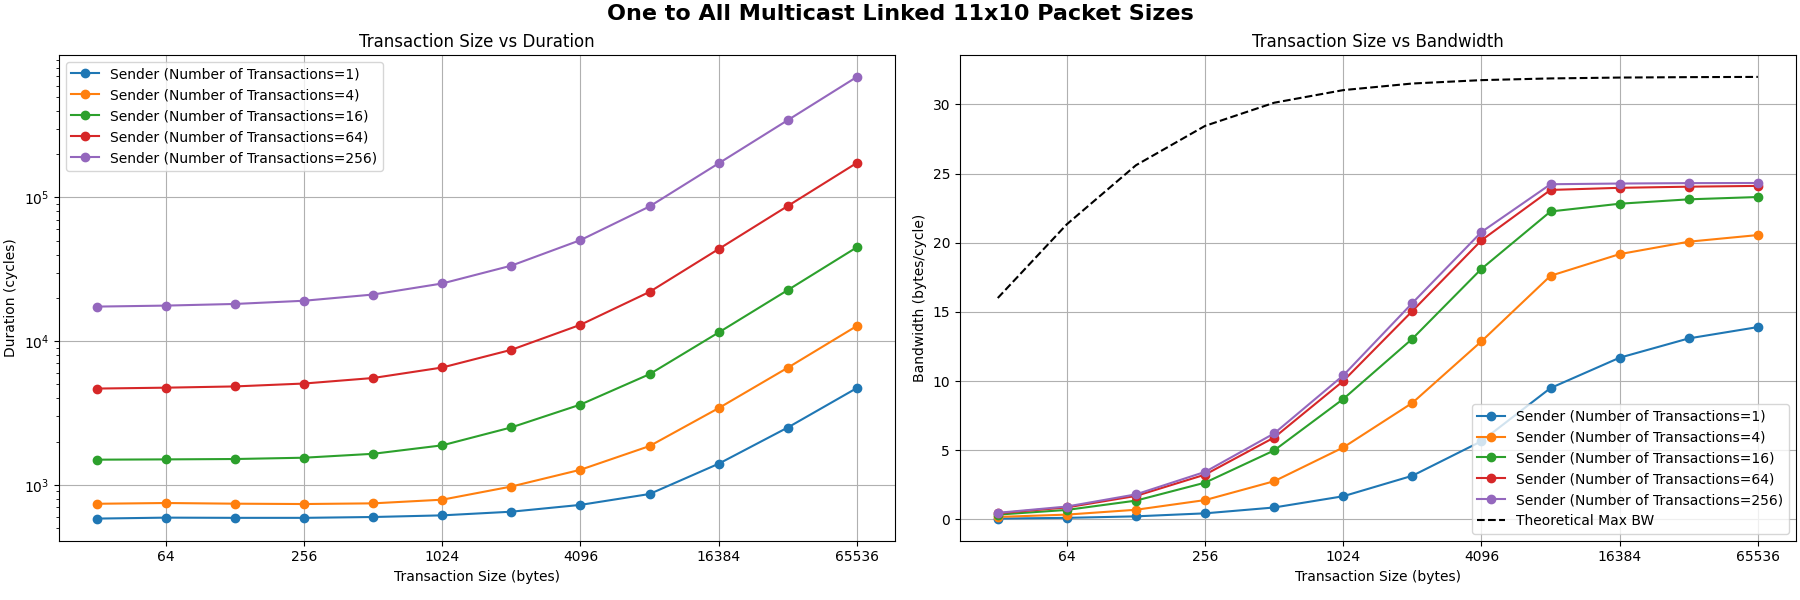 One to All Multicast Linked 11x10 Packet Sizes
Transaction Size vs Duration
Sender (Number of Transactions=1)
Sender (Number of Transactions=4)
Sender (Number of Transactions=16)
Sender (Number of Transactions=64)
Sender (Number of Transactions=256)
Duration (cycles)
10^5
10^4
10^3
64 256 1024 4096 16384 65536
Transaction Size (bytes)
Transaction Size vs Bandwidth
Bandwidth (bytes/cycle)
30
25
20
15
10
5
0
Sender (Number of Transactions=1)
Sender (Number of Transactions=4)
Sender (Number of Transactions=16)
Sender (Number of Transactions=64)
Sender (Number of Transactions=256)
Theoretical Max BW
64 256 1024 4096 16384 65536
Transaction Size (bytes)